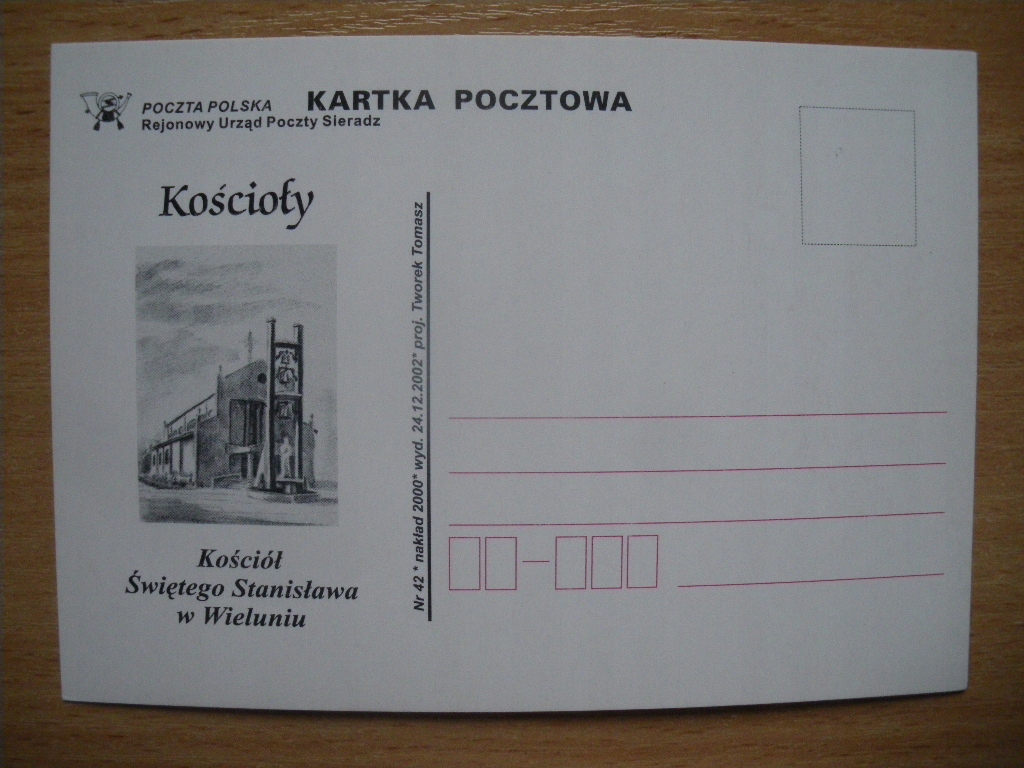 POCZTA POLSKA
KARTKA POCZTOWA
Rejonowy Urząd Poczty Sieradz
Kościoły
Kościół
Świętego Stanisława
w Wieluniu
Nr 42 * nakład 2000* wyd. 24.12.2002* proj. Tworek Tomasz